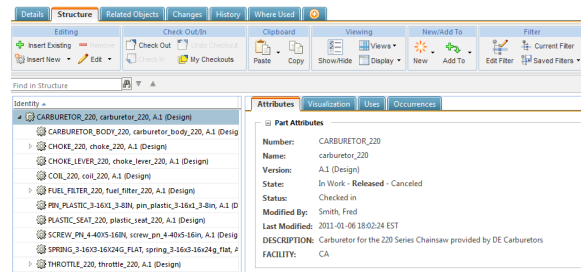 Details Structure Related Objects Changes History Where Used
Editing Check Out/In Clipboard Viewing New/Add To Filter
Insert Existing Remove Check Out Undo Checkout Views Current Filter
Insert New Edit Check In My Checkouts Paste Copy Show/Hide Display New Add To Edit Filter Saved Filters
Find in Structure
Identity Attributes Visualization Uses Occurrences
CARBURETOR_220, carburetor_220, A.1 (Design)
Part Attributes
CARBURETOR_BODY_220, carburetor_body_220, A.1 (Desig
Number: CARBURETOR_220
CHOKE_220, choke_220, A.1 (Design)
Name: carburetor_220
CHOKE_LEVER_220, choke_lever_220, A.1 (Design)
Version: A.1 (Design)
COIL_220, coil_220, A.1 (Design)
State: In Work - Released - Canceled
FUEL_FILTER_220, fuel_filter_220, A.1 (Design)
Status: Checked in
PIN_PLASTIC_3-16X1_3-8IN, pin_plastic_3-16x1_3-8in, A.1 (D
Modified By: Smith, Fred
PLASTIC_SEAT_220, plastic_seat_220, A.1 (Design)
Last Modified: 2011-01-06 18:02:24 EST
SCREW_PN_4-40X5-16IN, screw_pn_4-40x5-16in, A.1 (Desig
DESCRIPTION: Carburetor for the 220 Series Chainsaw provided by DE Carburetors
SPRING_3-16X3-16X24G_FLAT, spring_3-16x3-16x24g_flat, A
FACILITY: CA
THROTTLE_220, throttle_220, A.1 (Design)